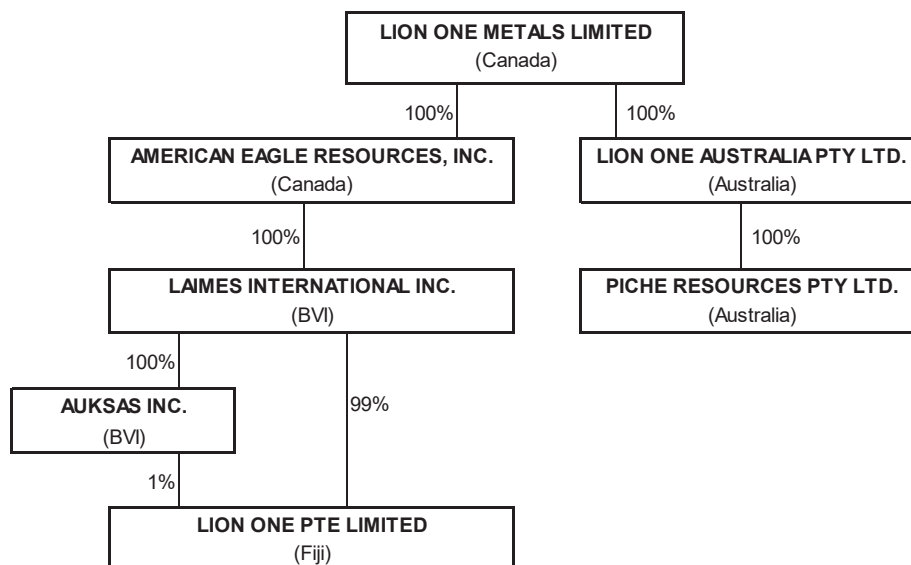 LION ONE METALS LIMITED
(Canada)
100%
100%
AMERICAN EAGLE RESOURCES, INC.
(Canada)
LION ONE AUSTRALIA PTY LTD.
(Australia)
100%
100%
LAIMES INTERNATIONAL INC.
(BVI)
PICHE RESOURCES PTY LTD.
(Australia)
100%
99%
AUKSAS INC.
(BVI)
1%
LION ONE PTE LIMITED
(Fiji)